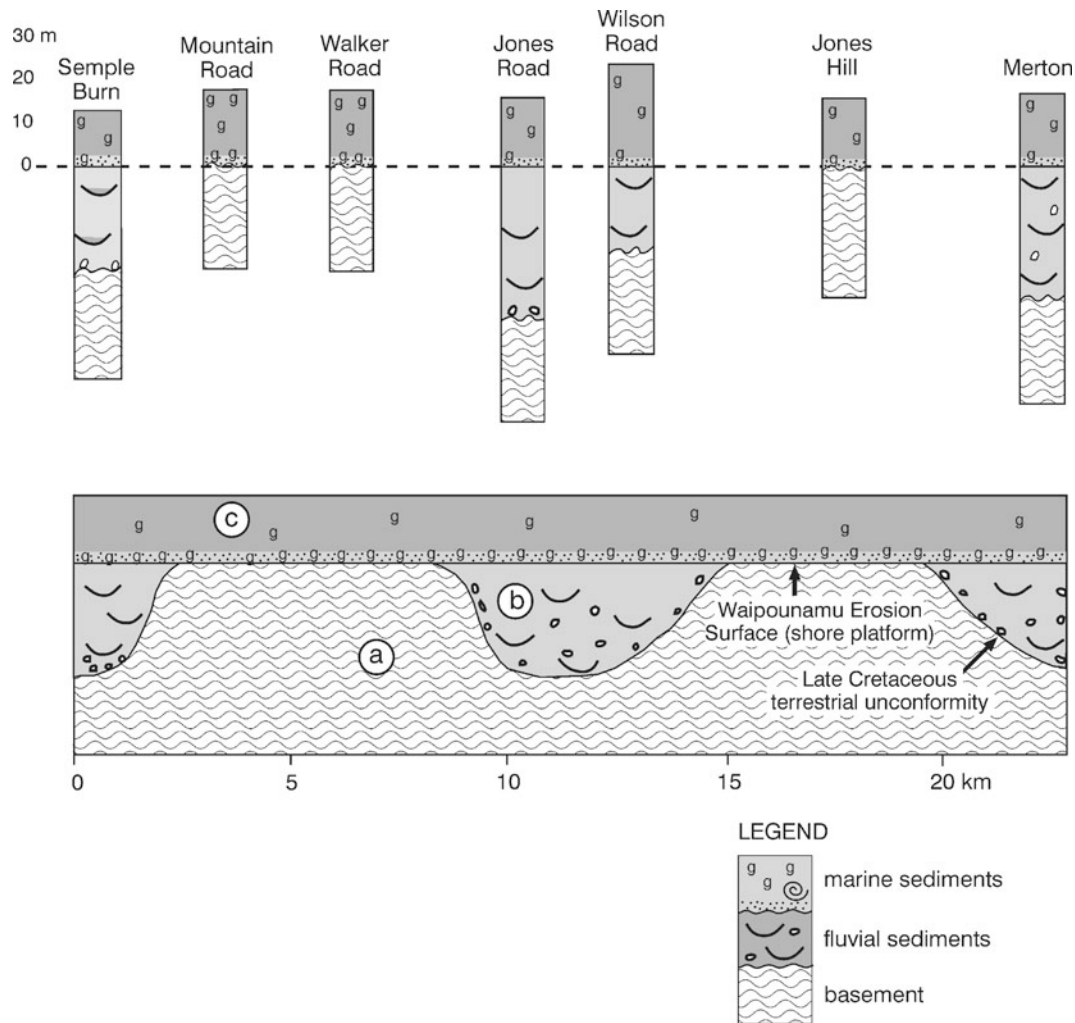 30 m
20
10
0
Semple
Burn
Mountain
Road
Walker
Road
Jones
Road
Wilson
Road
Jones
Hill
Merton
g
g
g
g g
g
g g
g g
g
g g
g
g
g
g
g
g
g
g
g
g
g
g
c
g
g
g
g
g
g
g g g g g g g g g g g g g g g g g g g g g g g g g g g g g g g g g g g g g g
b
a
Waipounamu Erosion
Surface (shore platform)
Late Cretaceous
terrestrial unconformity
0
5
10
15
20 km
LEGEND
g g
g
marine sediments
fluvial sediments
basement